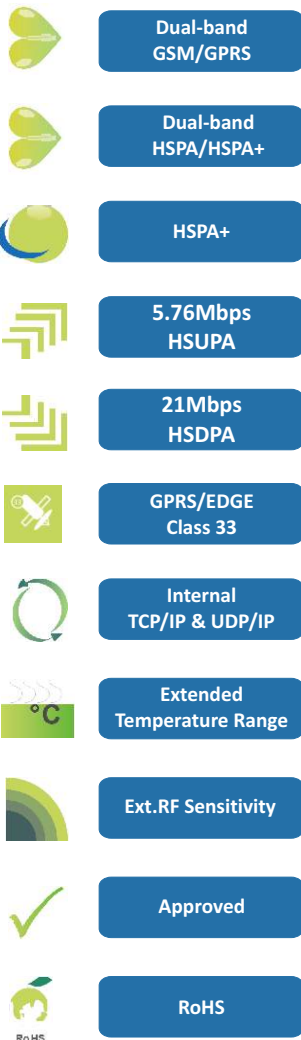 Dual-band
GSM/GPRS
Dual-band
HSPA/HSPA+
HSPA+
5.76Mbps
HSUPA
21Mbps
HSDPA
GPRS/EDGE
Class 33
Internal
TCP/IP & UDP/IP
°C
Extended
Temperature Range
Ext.RF Sensitivity
Approved
RoHS
RoHS